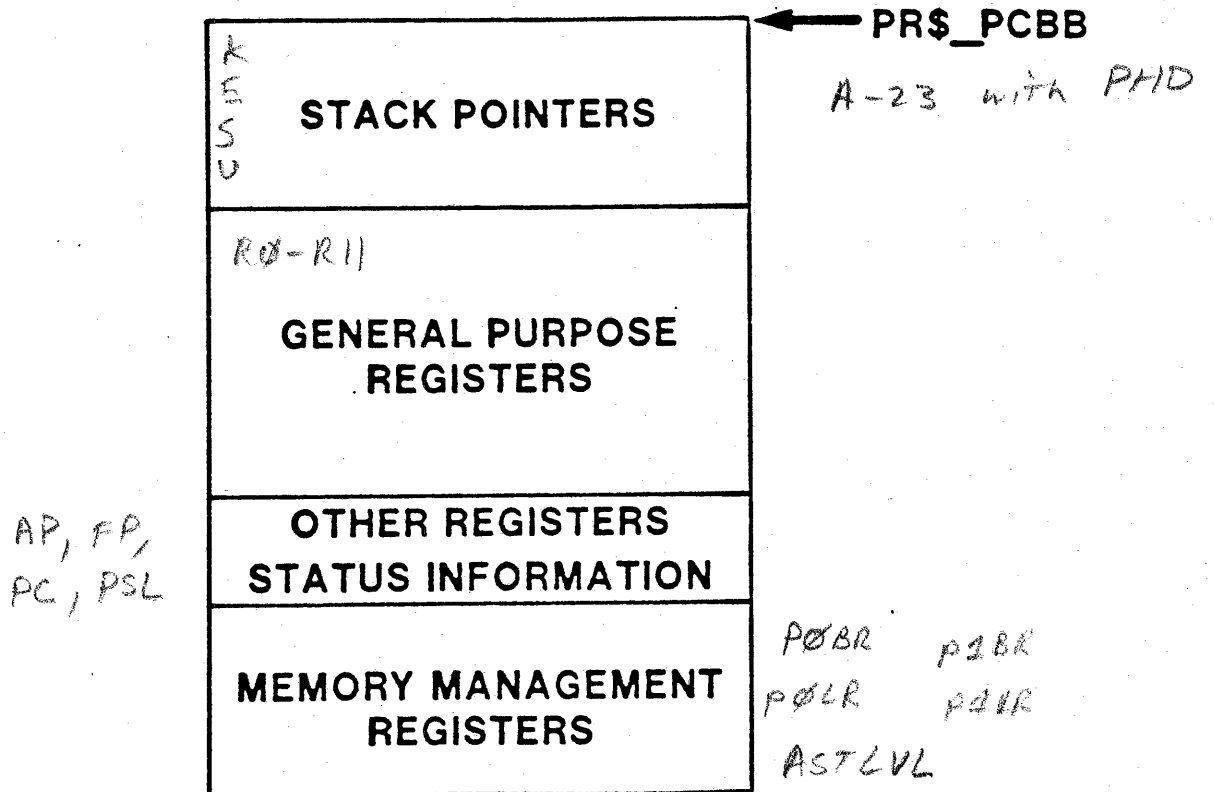 PR$_PCBB
A-23 with PHD
K
E
S
U
STACK POINTERS
RØ-R11
GENERAL PURPOSE
REGISTERS
AP, FP,
PC, PSL
OTHER REGISTERS
STATUS INFORMATION
MEMORY MANAGEMENT
REGISTERS
PØBR P1BR
PØLR P1LR
ASTLVL